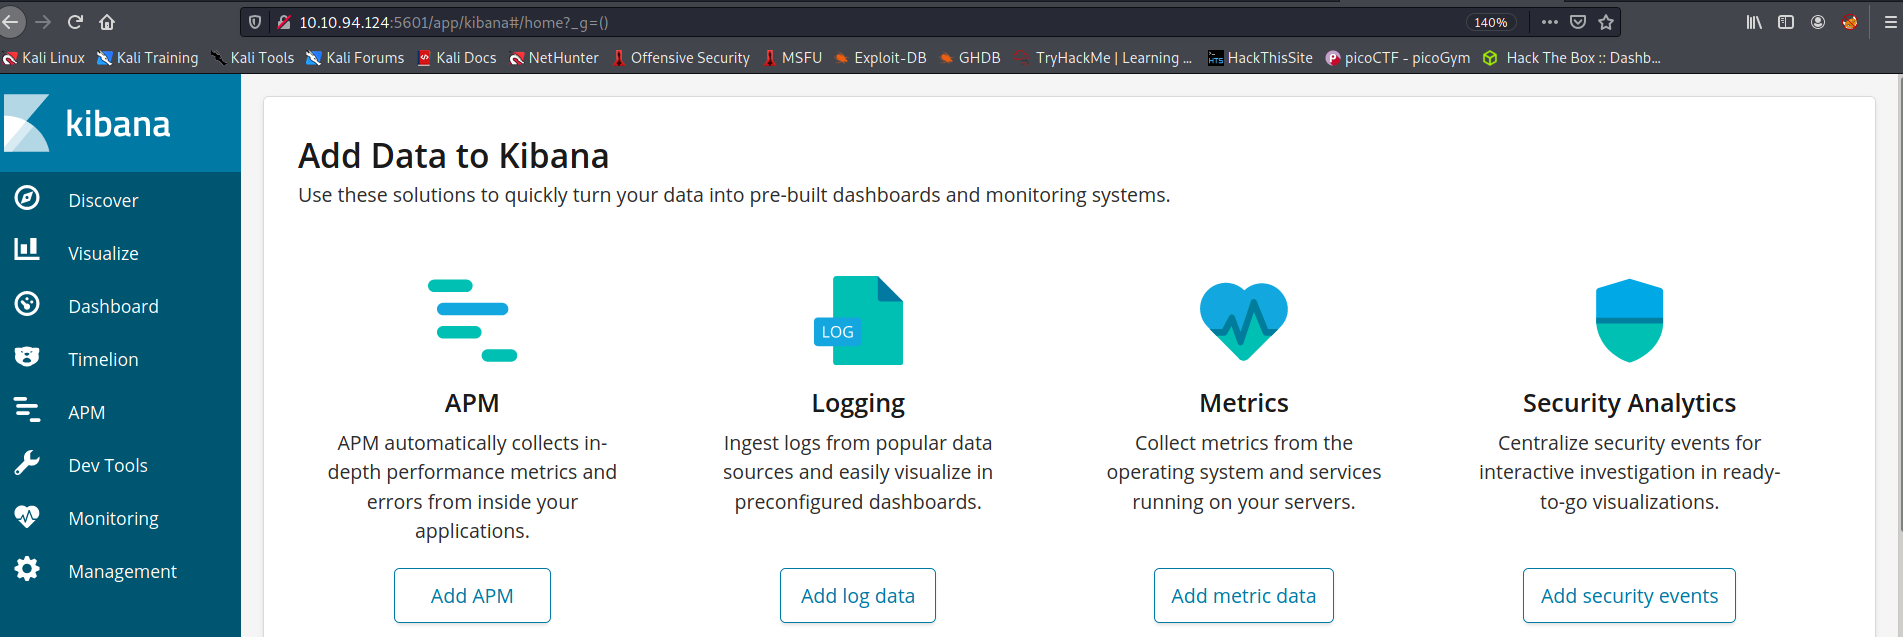 10.10.94.124:5601/app/kibana#/home?_g=()
140%
Kali Linux Kali Training Kali Tools Kali Forums Kali Docs NetHunter Offensive Security MSFU Exploit-DB GHDB TryHackMe | Learning ... HTS HackThisSite picoCTF - picoGym Hack The Box :: Dashb...
kibana
Discover
Visualize
Dashboard
Timelion
APM
Dev Tools
Monitoring
Management
Add Data to Kibana
Use these solutions to quickly turn your data into pre-built dashboards and monitoring systems.
APM
APM automatically collects in-
depth performance metrics and
errors from inside your
applications.
Add APM
LOG
Logging
Ingest logs from popular data
sources and easily visualize in
preconfigured dashboards.
Add log data
Metrics
Collect metrics from the
operating system and services
running on your servers.
Add metric data
Security Analytics
Centralize security events for
interactive investigation in ready-
to-go visualizations.
Add security events